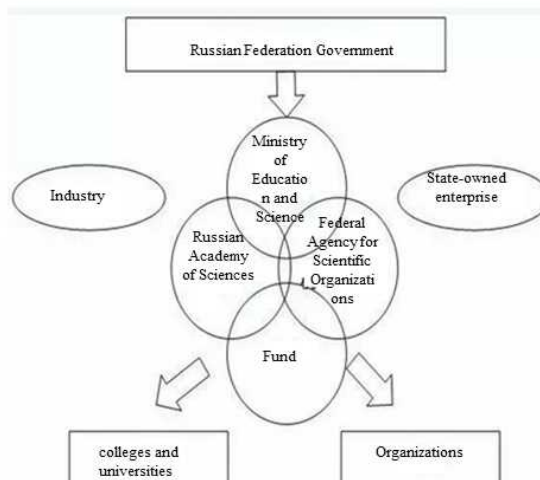 Russian Federation Government
Ministry
of
Educatio
n and
Science
Industry
State-owned
enterprise
Russian
Academy
of Sciences
Federal
Agency for
Scientific
Organizati
ons
Fund
colleges and
universities
Organizations